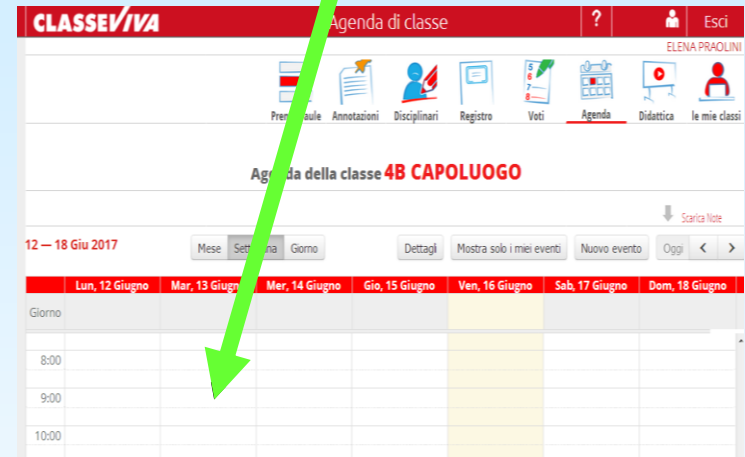 CLASSEVIVA Agenda di classe ? Esci
ELENA PRAOLINI
Annotazioni Disciplinari Registro Voti Agenda Didattica le mie classi
della classe 4B CAPOLUOGO
Scarica Note
12 — 18 Giu 2017 Mese Giorno Dettagli Mostra solo i miei eventi Nuovo evento Oggi < >
Lun, 12 Giugno Mar, 13 Giugno Mer, 14 Giugno Gio, 15 Giugno Ven, 16 Giugno Sab, 17 Giugno Dom, 18 Giugno
Giorno
8:00
9:00
10:00